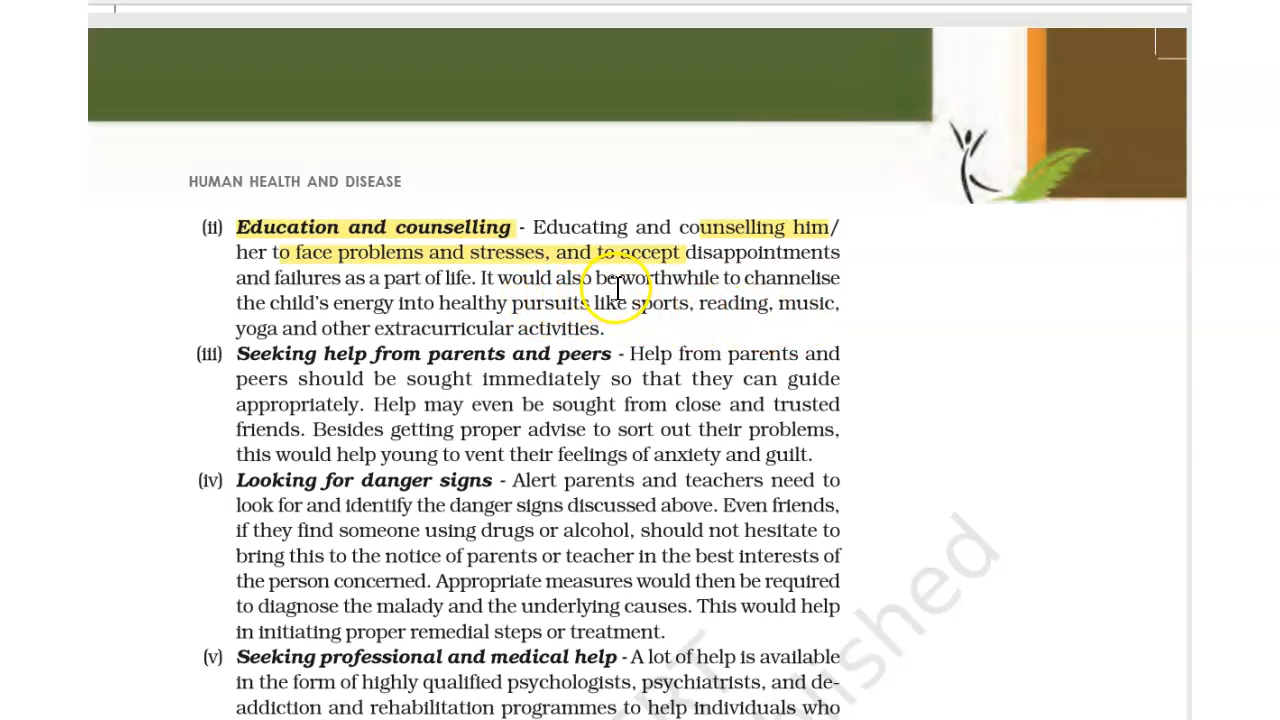 HUMAN HEALTH AND DISEASE
(ii) Education and counselling - Educating and counselling him/
her to face problems and stresses, and to accept disappointments
and failures as a part of life. It would also be worthwhile to channelise
the child's energy into healthy pursuits like sports, reading, music,
yoga and other extracurricular activities.
(iii) Seeking help from parents and peers - Help from parents and
peers should be sought immediately so that they can guide
appropriately. Help may even be sought from close and trusted
friends. Besides getting proper advise to sort out their problems,
this would help young to vent their feelings of anxiety and guilt.
(iv) Looking for danger signs - Alert parents and teachers need to
look for and identify the danger signs discussed above. Even friends,
if they find someone using drugs or alcohol, should not hesitate to
bring this to the notice of parents or teacher in the best interests of
the person concerned. Appropriate measures would then be required
to diagnose the malady and the underlying causes. This would help
in initiating proper remedial steps or treatment.
(v) Seeking professional and medical help - A lot of help is available
in the form of highly qualified psychologists, psychiatrists, and de-
addiction and rehabilitation programmes to help individuals who